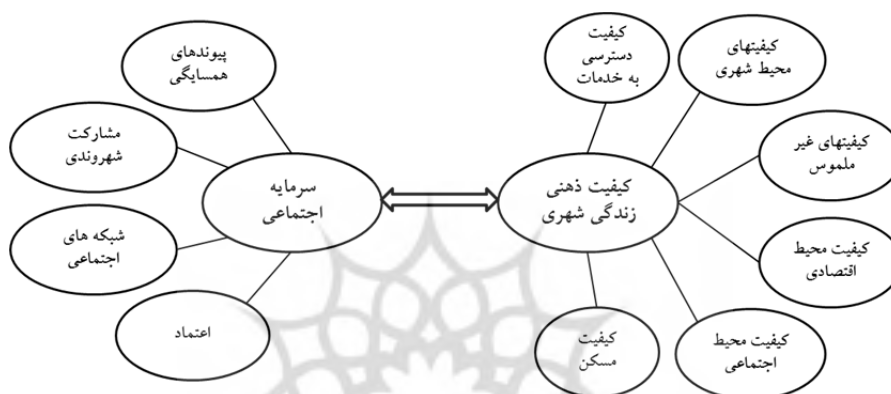 کیفیتهای
محیط شهری
کیفیت
دسترسی
به خدمات
پیوندهای
همسایگی
کیفیتهای غیر
ملموس
مشارکت
شهروندی
کیفیت ذهنی
زندگی شهری
سرمایه
اجتماعی
کیفیت محیط
اقتصادی
شبکه های
اجتماعی
کیفیت محیط
اجتماعی
کیفیت
مسکن
اعتماد